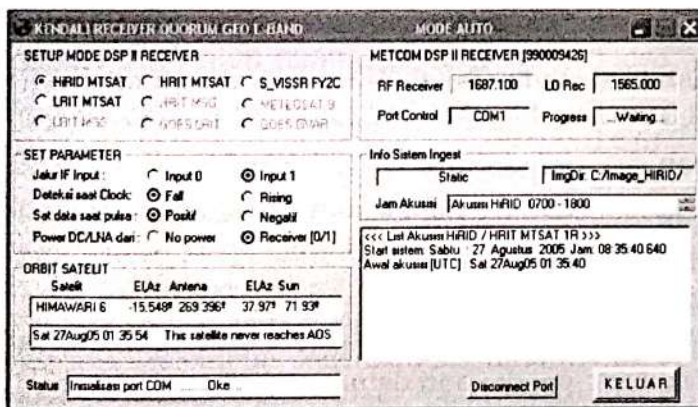 KENDALI RECEIVER QUORUM GEO L-BAND MODE AUTO
SETUP MODE DSP II RECEIVER
HiRID MTSAT HRIT MTSAT S_VISSR FY2C
LRIT MTSAT HRIT MSG METEOSAT 9
LRIT MSG GOES LRIT GOES GVAR
SET PARAMETER
Jalur IF Input : Input 0 Input 1
Deteksi saat Clock: Fall Rising
Sat data saat pulsa : Positif Negatif
Power DC/LNA dari : No power Receiver [0/1]
ORBIT SATELIT
Satelit El,Az Antena El,Az Sun
HIMAWARI 6 -15.548° 269.396° 37.97° 71.93°
Sat 27Aug05 01 35 54 This satellite never reaches AOS
Status Inisialisasi port COM ...... Oke ..
METCOM DSP II RECEIVER [990009426]
RF Receiver 1687.100 LO Rec 1565.000
Port Control COM1 Progress ...Waiting...
Info Sistem Ingest
Static ImgDir: C:/Image_HIRID/
Jam Akusisi Akusisi HiRID 0700 - 1800
<<< List Akusisi HiRID / HRIT MTSAT 1R >>>
Start sistem: Sabtu : 27 Agustus 2005 Jam: 08:35:40:640
Awal akusisi [UTC] Sat 27Aug05 01 35:40
Disconnect Port KELUAR